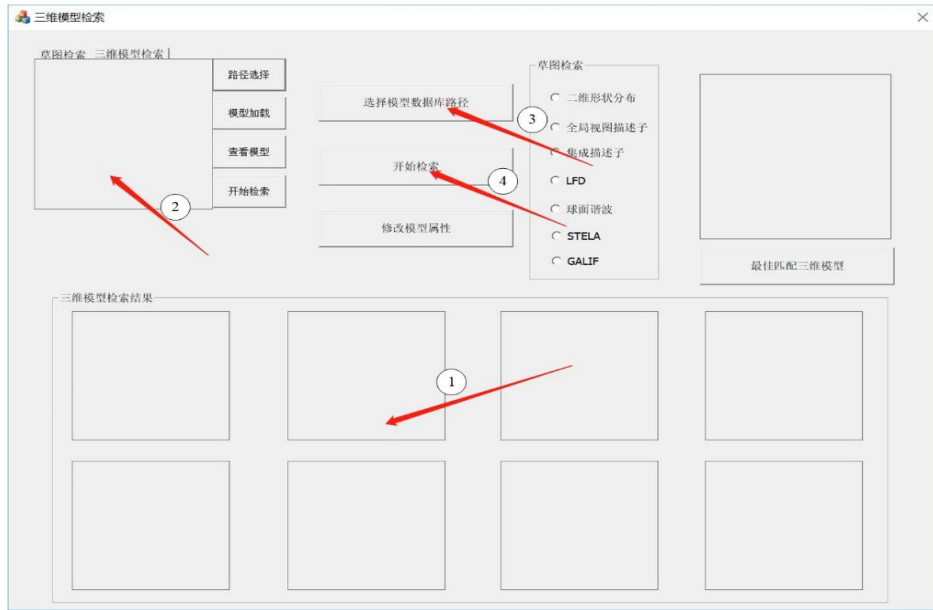 三维模型检索
草图检索 三维模型检索
路径选择
模型加载
查看模型
开始检索
2
选择模型数据库路径
开始检索
修改模型属性
3
4
草图检索
二维形状分布
全局视图描述子
集成描述子
LFD
球面谐波
STELA
GALIF
最佳匹配三维模型
三维模型检索结果
1